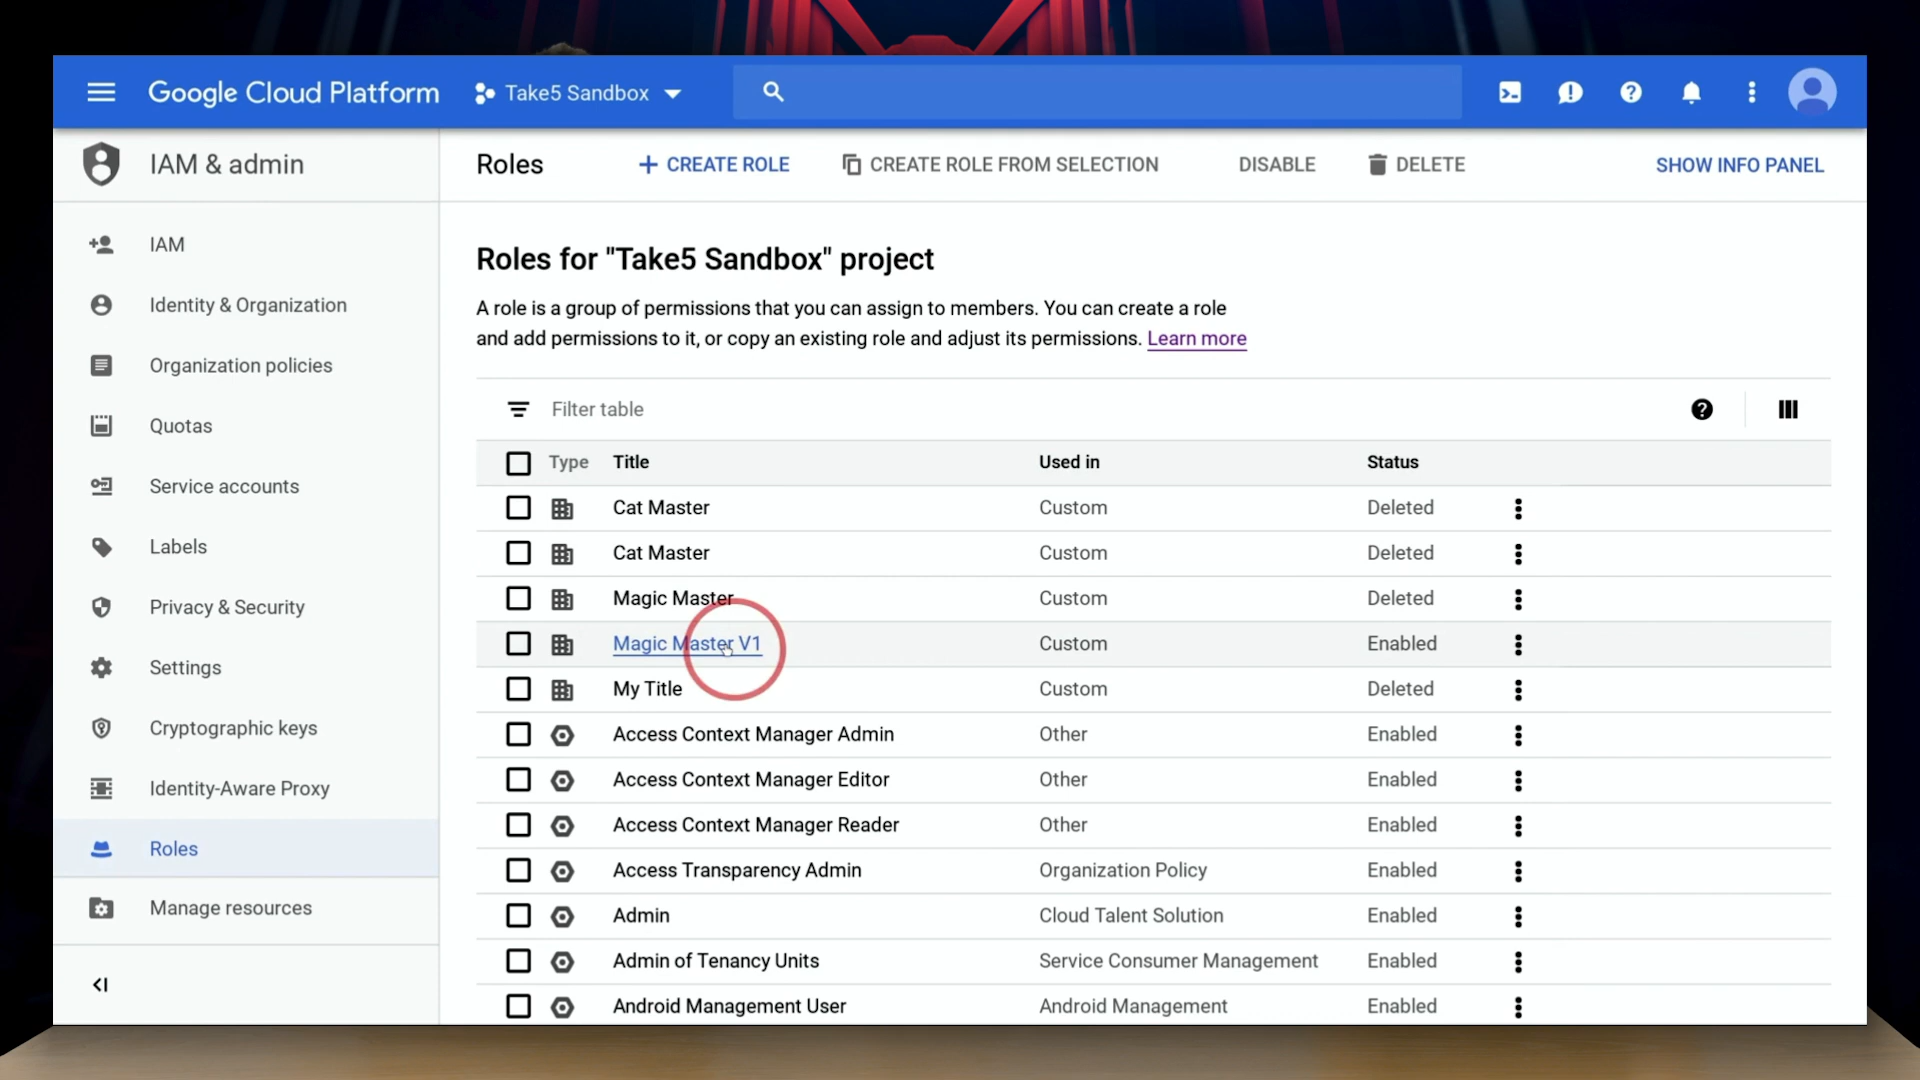 Google Cloud Platform Take5 Sandbox
IAM & admin
Roles CREATE ROLE CREATE ROLE FROM SELECTION DISABLE DELETE SHOW INFO PANEL
IAM
Identity & Organization
Organization policies
Quotas
Service accounts
Labels
Privacy & Security
Settings
Cryptographic keys
Identity-Aware Proxy
Roles
Manage resources
Roles for "Take5 Sandbox" project
A role is a group of permissions that you can assign to members. You can create a role
and add permissions to it, or copy an existing role and adjust its permissions. Learn more
Filter table
Type Title Used in Status
Cat Master Custom Deleted
Cat Master Custom Deleted
Magic Master Custom Deleted
Magic Master V1 Custom Enabled
My Title Custom Deleted
Access Context Manager Admin Other Enabled
Access Context Manager Editor Other Enabled
Access Context Manager Reader Other Enabled
Access Transparency Admin Organization Policy Enabled
Admin Cloud Talent Solution Enabled
Admin of Tenancy Units Service Consumer Management Enabled
Android Management User Android Management Enabled